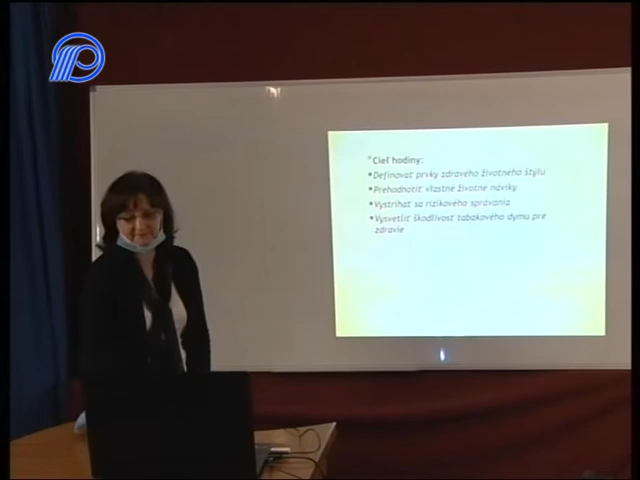 Cieľ hodiny:
Definovať prvky zdravého životného štýlu
Prehodnotiť vlastné životné návyky
Vystríhať sa rizikového správania
Vysvetliť škodlivosť tabakového dymu pre
zdravie